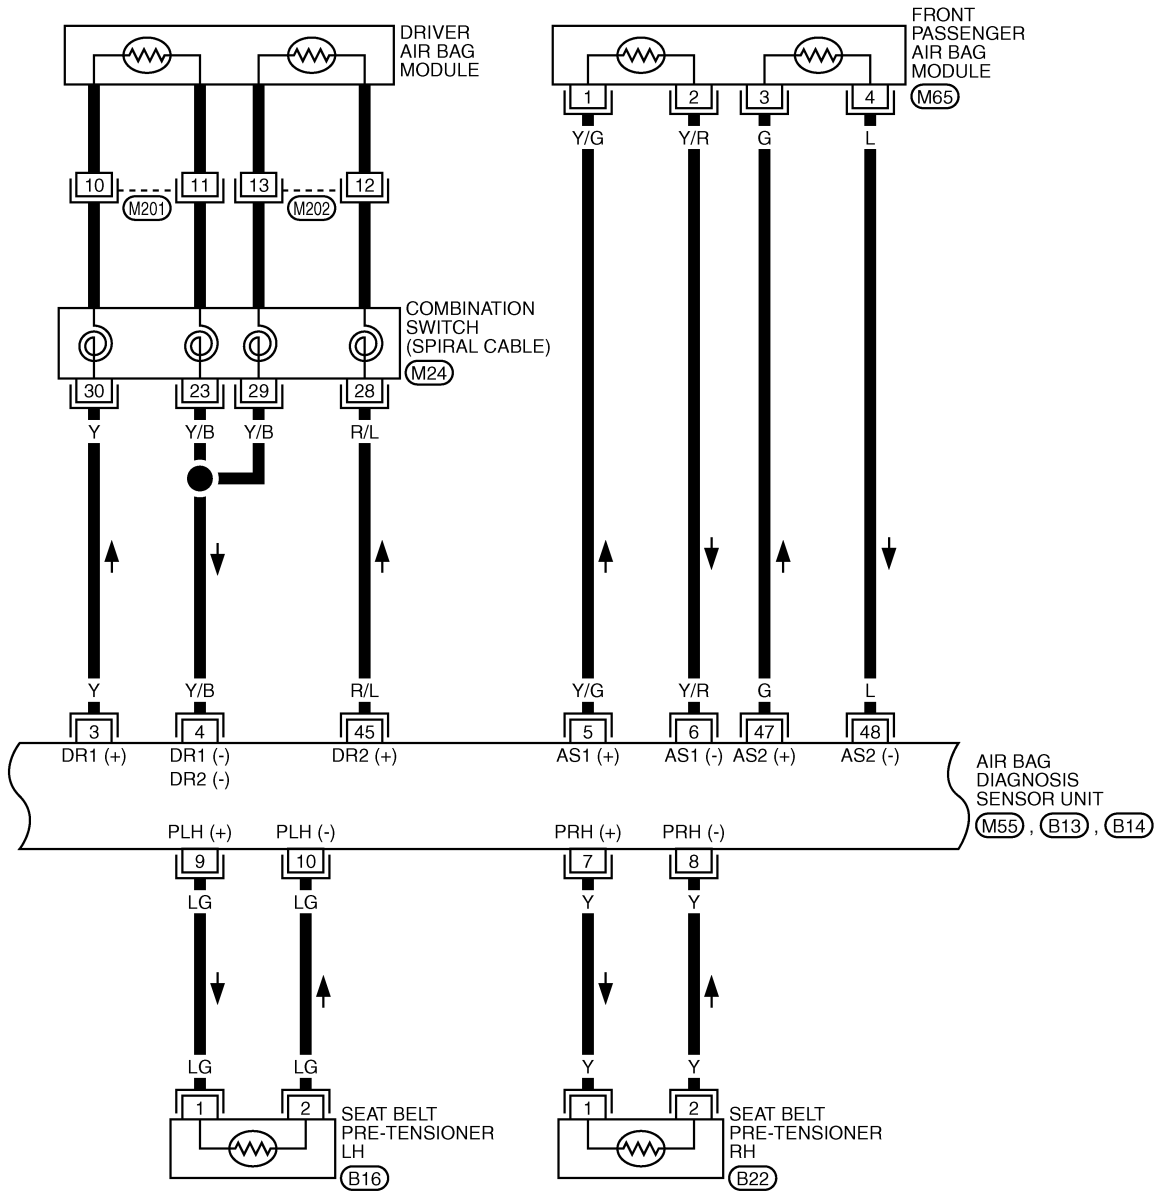 DRIVER
AIR BAG
MODULE
FRONT
PASSENGER
AIR BAG
MODULE
M65
1 2 3 4
Y/G Y/R G L
10 11 13 12
M201 M202
COMBINATION
SWITCH
(SPIRAL CABLE)
M24
30 23 29 28
Y Y/B Y/B R/L
Y Y/B R/L Y/G Y/R G L
3 4 45 5 6 47 48
DR1 (+) DR1 (-) DR2 (+) AS1 (+) AS1 (-) AS2 (+) AS2 (-)
DR2 (-)
AIR BAG
DIAGNOSIS
SENSOR UNIT
M55 , B13 , B14
PLH (+) PLH (-) PRH (+) PRH (-)
9 10 7 8
LG LG Y Y
LG LG Y Y
1 2 1 2
SEAT BELT
PRE-TENSIONER
LH
B16
SEAT BELT
PRE-TENSIONER
RH
B22